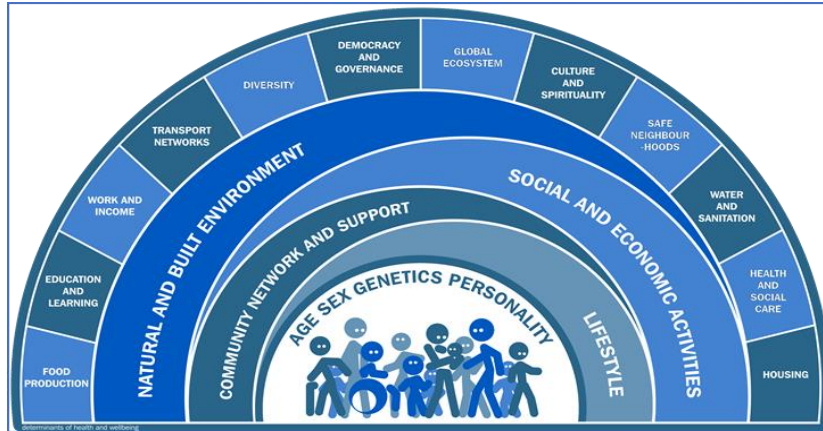 FOOD
PRODUCTION
EDUCATION
AND
LEARNING
WORK AND
INCOME
TRANSPORT
NETWORKS
DIVERSITY
DEMOCRACY
AND
GOVERNANCE
GLOBAL
ECOSYSTEM
CULTURE
AND
SPIRITUALITY
SAFE
NEIGHBOUR
-HOODS
WATER
AND
SANITATION
HEALTH
AND
SOCIAL
CARE
HOUSING
NATURAL AND BUILT ENVIRONMENT
SOCIAL AND ECONOMIC ACTIVITIES
COMMUNITY NETWORK AND SUPPORT
LIFESTYLE
AGE SEX GENETICS PERSONALITY
determinants of health and wellbeing